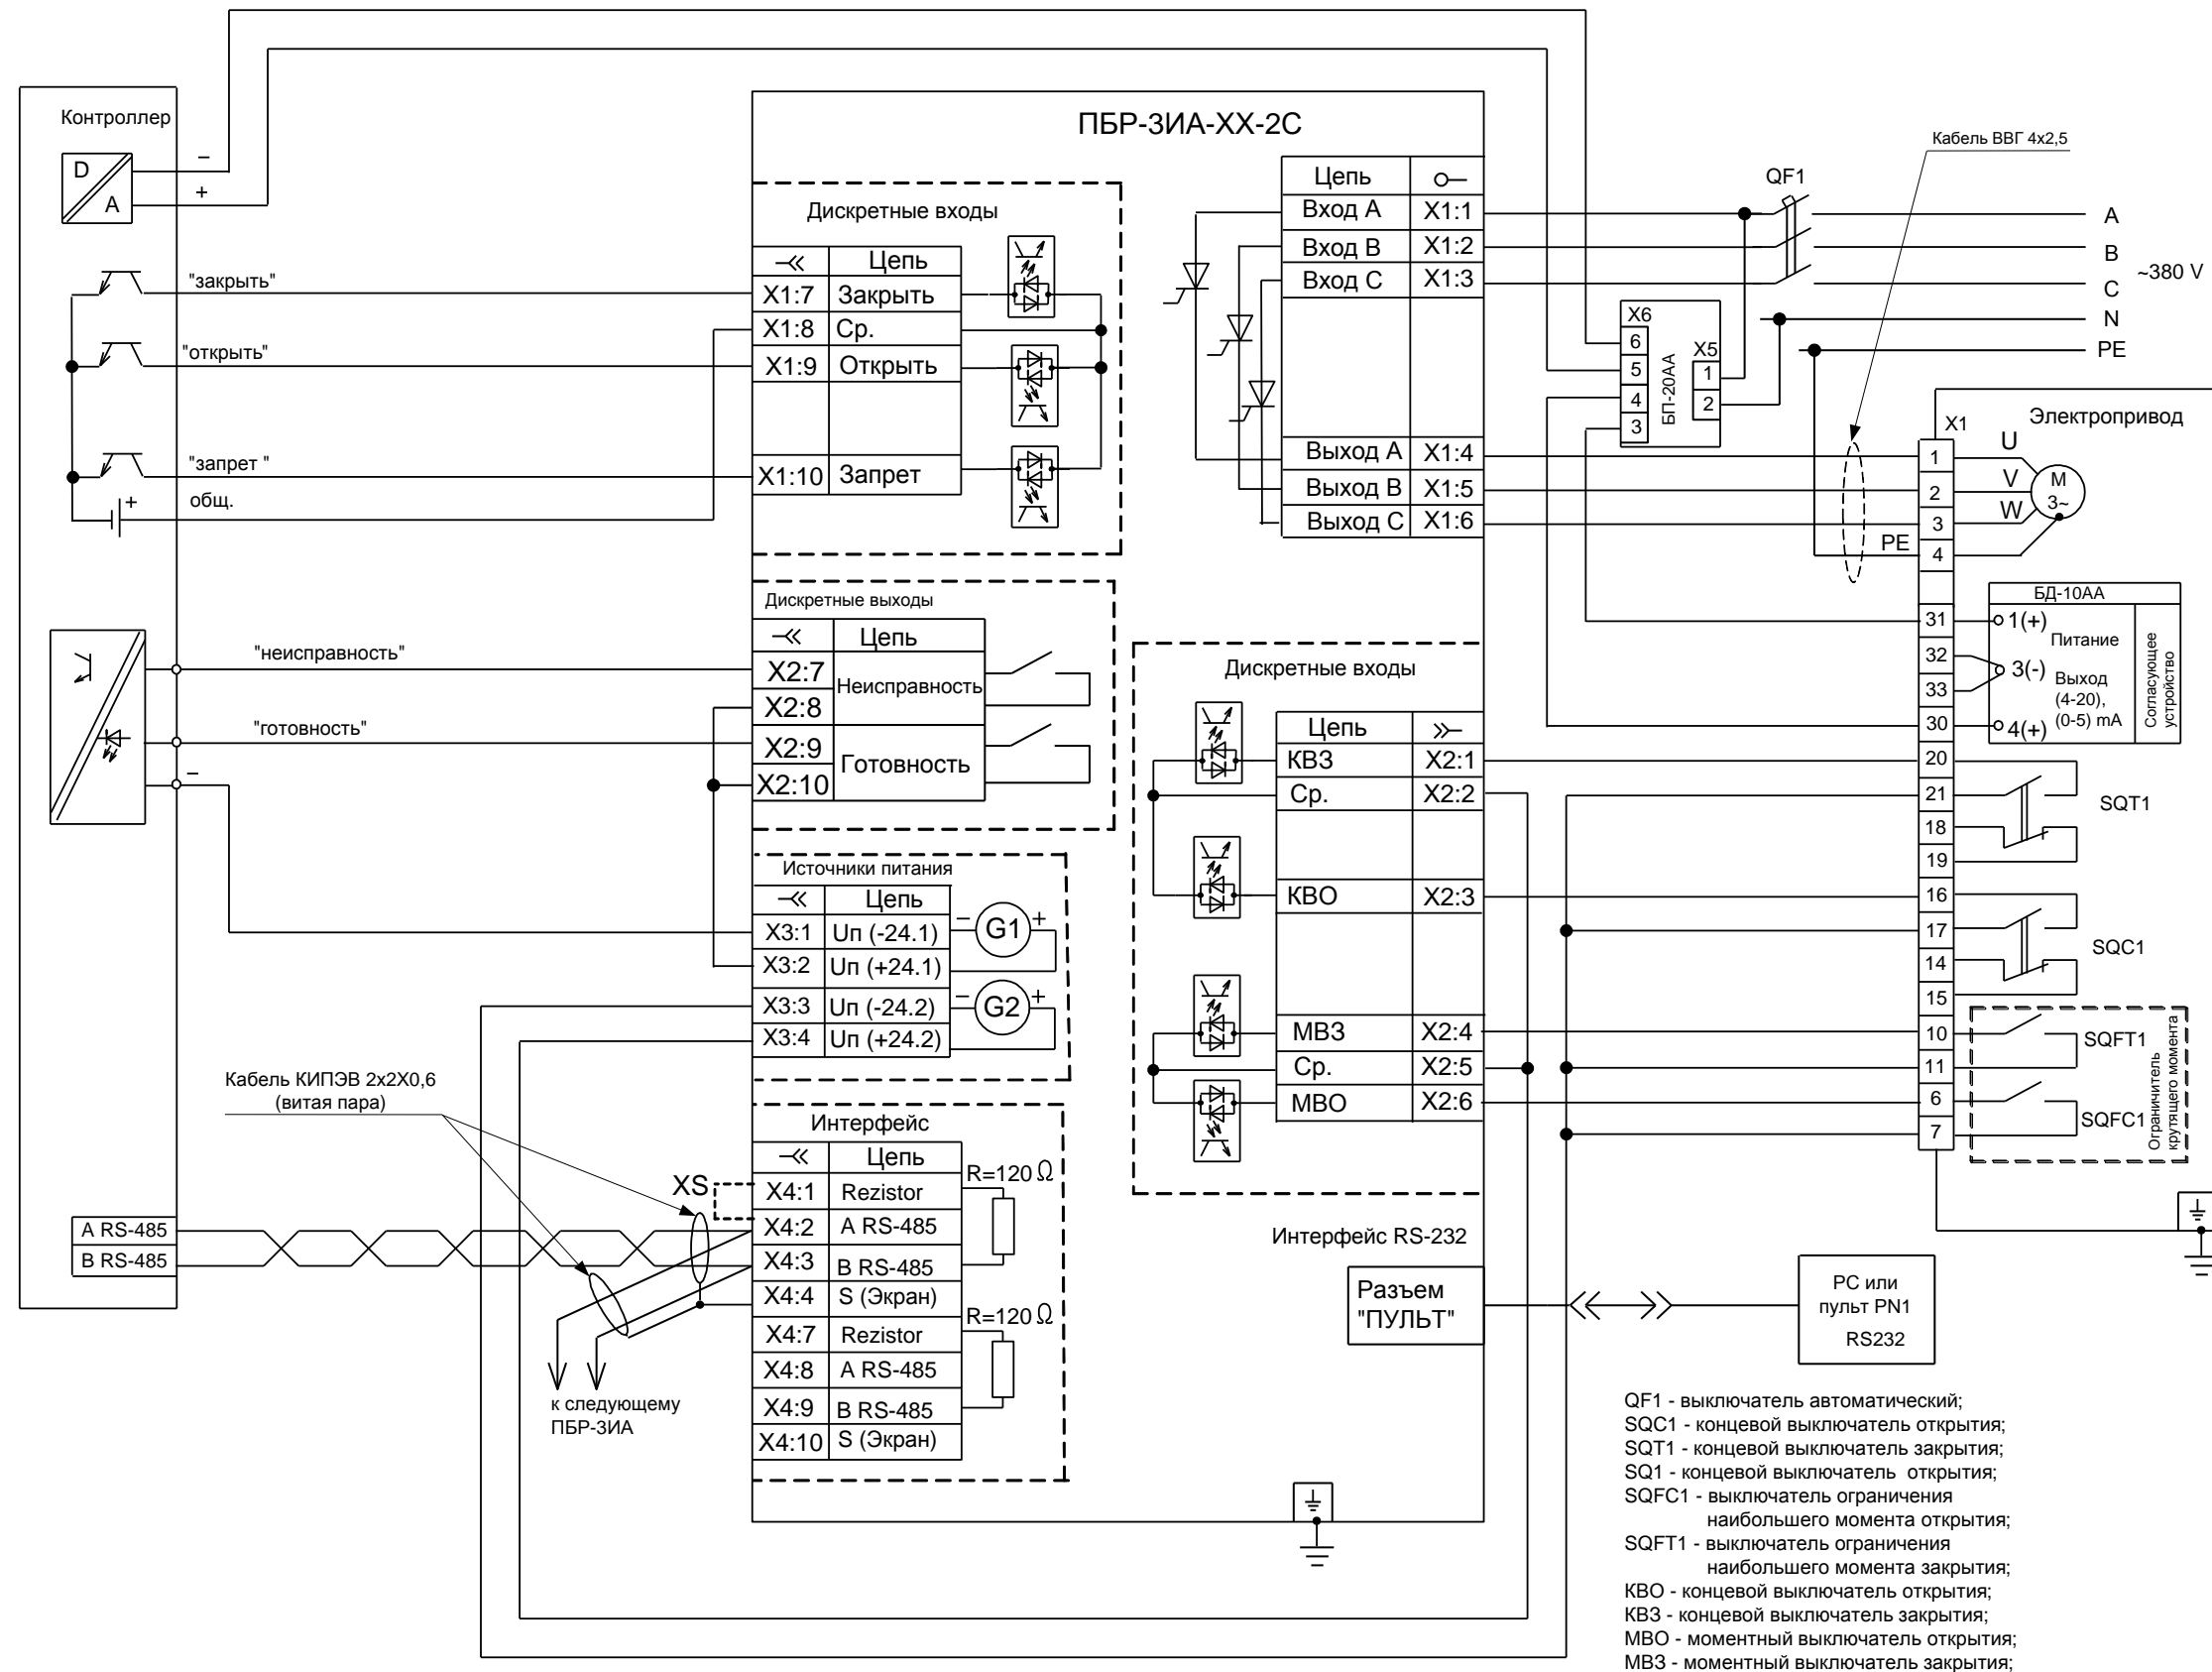 ПБР-3ИА-ХХ-2С
Контроллер
D
A
−
+
"закрыть"
"открыть"
"запрет "
общ.
+
Дискретные входы
Цепь
X1:7 Закрыть
X1:8 Ср.
X1:9 Открыть
X1:10 Запрет
Цепь
Вход А X1:1
Вход В X1:2
Вход С X1:3
Выход А X1:4
Выход В X1:5
Выход С X1:6
QF1
Кабель ВВГ 4х2,5
A
B
C
~380 V
N
PE
X6
6
5
4
3
БП-20АА
X5
1
2
Электропривод
X1
U
V
W
PE
M
3~
1
2
3
4
31
32
33
30
20
21
18
19
16
17
14
15
10
11
6
7
БД-10АА
1(+)
Питание
3(-)
Выход
(4-20),
(0-5) mA
4(+)
Согласующее
устройство
SQT1
SQC1
SQFT1
SQFC1
Ограничитель
крутящего момента
Дискретные выходы
Цепь
X2:7
X2:8
Неисправность
X2:9
X2:10
Готовность
"неисправность"
"готовность"
−
Дискретные входы
Цепь
КВЗ X2:1
Ср. X2:2
КВО X2:3
МВЗ X2:4
Ср. X2:5
МВО X2:6
Источники питания
Цепь
X3:1 Uп (-24.1)
X3:2 Uп (+24.1)
X3:3 Uп (-24.2)
X3:4 Uп (+24.2)
− G1 +
− G2 +
Кабель КИПЭВ 2х2Х0,6
(витая пара)
Интерфейс
Цепь
XS
X4:1 Rezistor
X4:2 A RS-485
X4:3 B RS-485
X4:4 S (Экран)
X4:7 Rezistor
X4:8 A RS-485
X4:9 B RS-485
X4:10 S (Экран)
R=120 Ω
R=120 Ω
A RS-485
B RS-485
к следующему
ПБР-3ИА
Интерфейс RS-232
Разъем
"ПУЛЬТ"
PC или
пульт PN1
RS232
QF1 - выключатель автоматический;
SQC1 - концевой выключатель открытия;
SQT1 - концевой выключатель закрытия;
SQ1 - концевой выключатель открытия;
SQFC1 - выключатель ограничения
наибольшего момента открытия;
SQFT1 - выключатель ограничения
наибольшего момента закрытия;
КВО - концевой выключатель открытия;
КВЗ - концевой выключатель закрытия;
МВО - моментный выключатель открытия;
МВЗ - моментный выключатель закрытия;